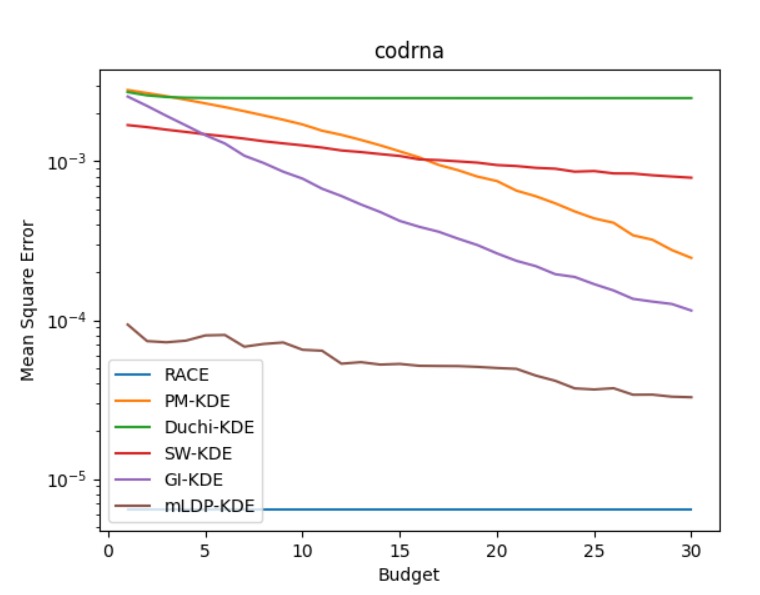 codrna
Mean Square Error
10⁻³
10⁻⁴
10⁻⁵
RACE
PM-KDE
Duchi-KDE
SW-KDE
GI-KDE
mLDP-KDE
0 5 10 15 20 25 30
Budget